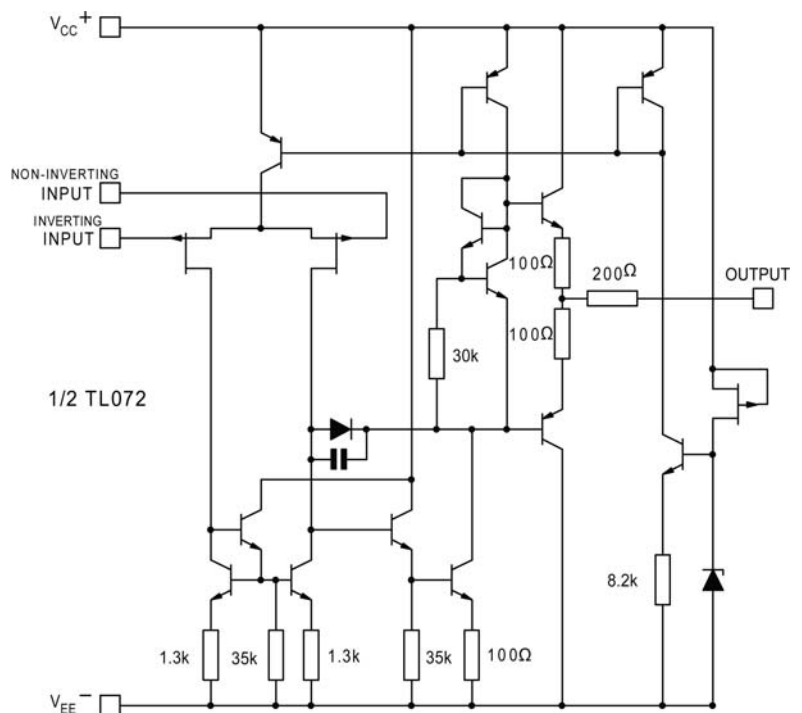 VCC+
NON-INVERTING
INPUT
INVERTING
INPUT
100Ω
200Ω
OUTPUT
100Ω
30k
1/2 TL072
8.2k
1.3k
35k
1.3k
35k
100Ω
VEE−